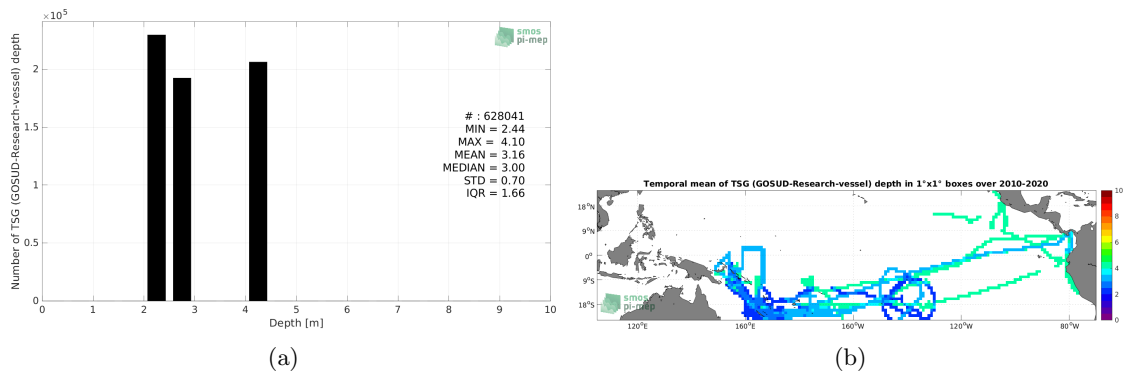 ×10⁵
2
1.5
1
0.5
0
Number of TSG (GOSUD-Research-vessel) depth
smos
pi-mep
# : 628041
MIN = 2.44
MAX = 4.10
MEAN = 3.16
MEDIAN = 3.00
STD = 0.70
IQR = 1.66
0 1 2 3 4 5 6 7 8 9 10
Depth [m]
(a)
Temporal mean of TSG (GOSUD-Research-vessel) depth in 1°x1° boxes over 2010-2020
18°N
9°N
0°
9°S
18°S
smos
pi-mep
120°E 160°E 160°W 120°W 80°W
10
8
6
4
2
0
(b)